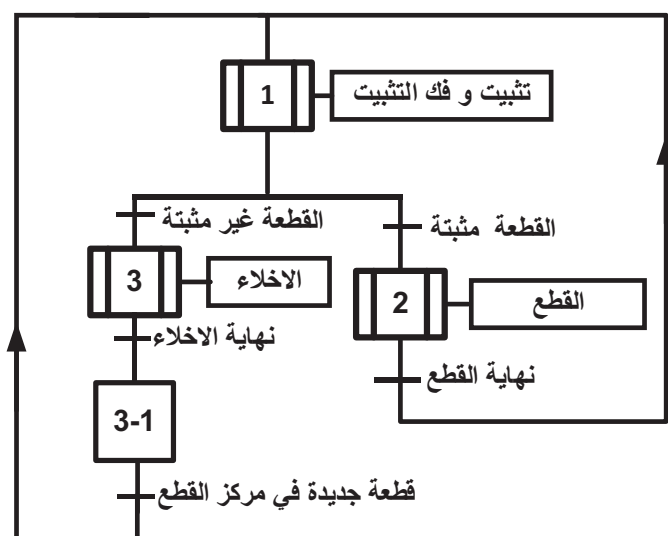 1
تثبيت و فك التثبيت
القطعة غير مثبتة
القطعة مثبتة
3
الاخلاء
2
القطع
نهاية الاخلاء
نهاية القطع
3-1
قطعة جديدة في مركز القطع